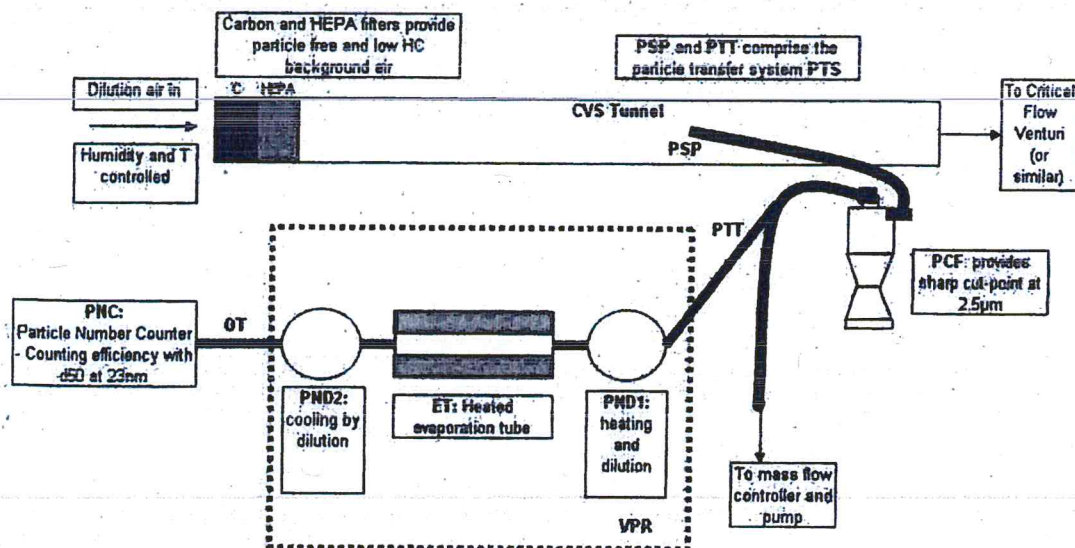 Carbon and HEPA filters provide
particle free and low HC
background air
PSP and PTT comprise the
particle transfer system PTS
Dilution air in
C HEPA
CVS Tunnel
To Critical
Flow
Venturi
(or
similar)
Humidity and T
controlled
PSP
PTT
PCF: provides
sharp cut-point at
2.5µm
PNC:
Particle Number Counter
- Counting efficiency with
d50 at 23nm
OT
PND2:
cooling by
dilution
ET: Heated
evaporation tube
PND1:
heating
and
dilution
To mass flow
controller and
pump
VPR